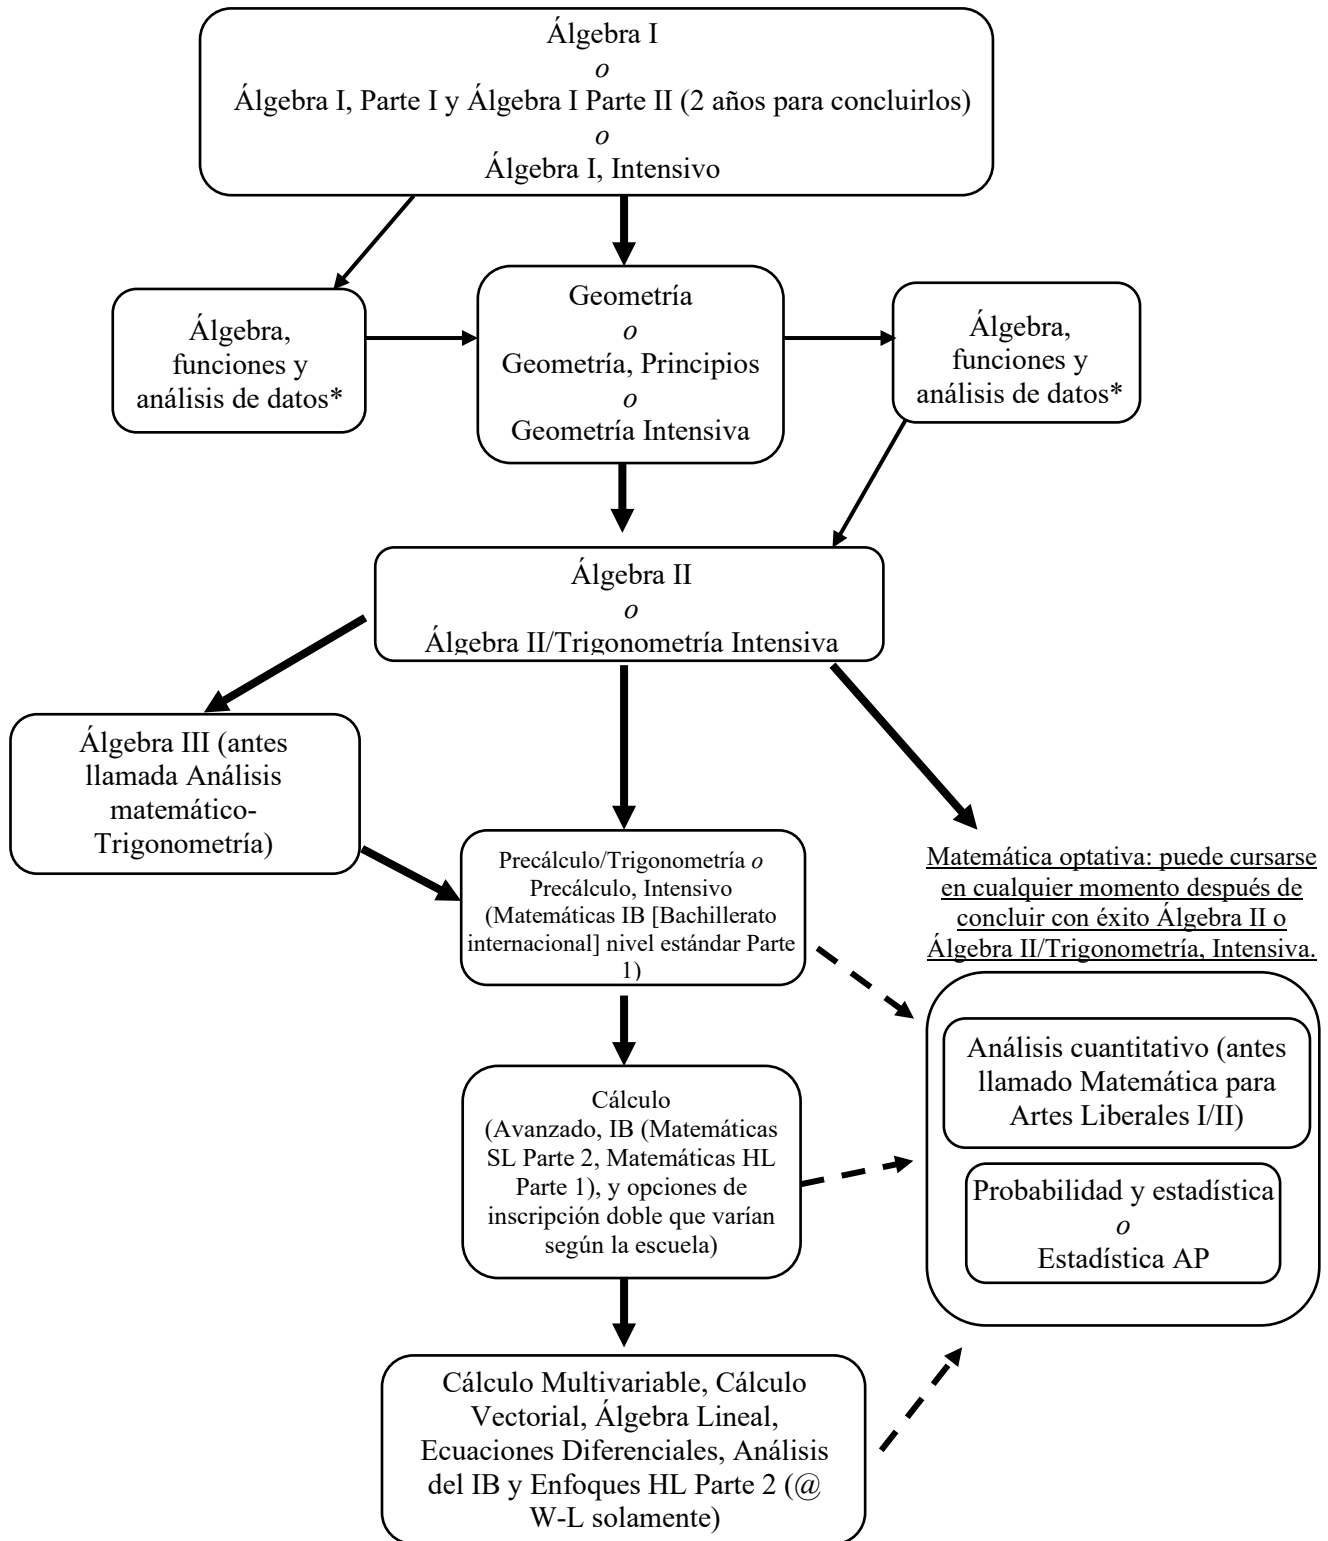 Álgebra I
o
Álgebra I, Parte I y Álgebra I Parte II (2 años para concluirlos)
o
Álgebra I, Intensivo
Álgebra,
funciones y
análisis de datos*
Geometría
o
Geometría, Principios
o
Geometría Intensiva
Álgebra,
funciones y
análisis de datos*
Álgebra II
o
Álgebra II/Trigonometría Intensiva
Álgebra III (antes
llamada Análisis
matemático-
Trigonometría)
Precálculo/Trigonometría o
Precálculo, Intensivo
(Matemáticas IB [Bachillerato
internacional] nivel estándar Parte
1)
Matemática optativa: puede cursarse
en cualquier momento después de
concluir con éxito Álgebra II o
Álgebra II/Trigonometría, Intensiva.
Análisis cuantitativo (antes
llamado Matemática para
Artes Liberales I/II)
Probabilidad y estadística
o
Estadística AP
Cálculo
(Avanzado, IB (Matemáticas
SL Parte 2, Matemáticas HL
Parte 1), y opciones de
inscripción doble que varían
según la escuela)
Cálculo Multivariable, Cálculo
Vectorial, Álgebra Lineal,
Ecuaciones Diferenciales, Análisis
del IB y Enfoques HL Parte 2 (@
W-L solamente)